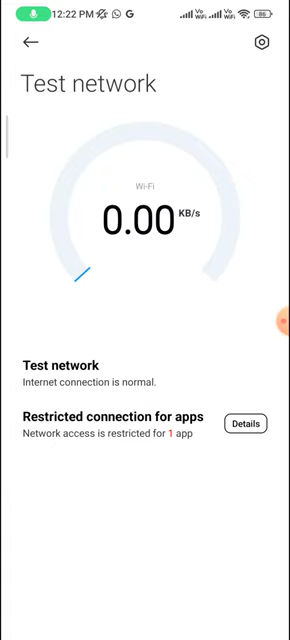 12:22 PM
Vo WiFi
Vo WiFi
86
Test network
Wi-Fi
0.00 KB/s
Test network
Internet connection is normal.
Restricted connection for apps
Network access is restricted for 1 app
Details